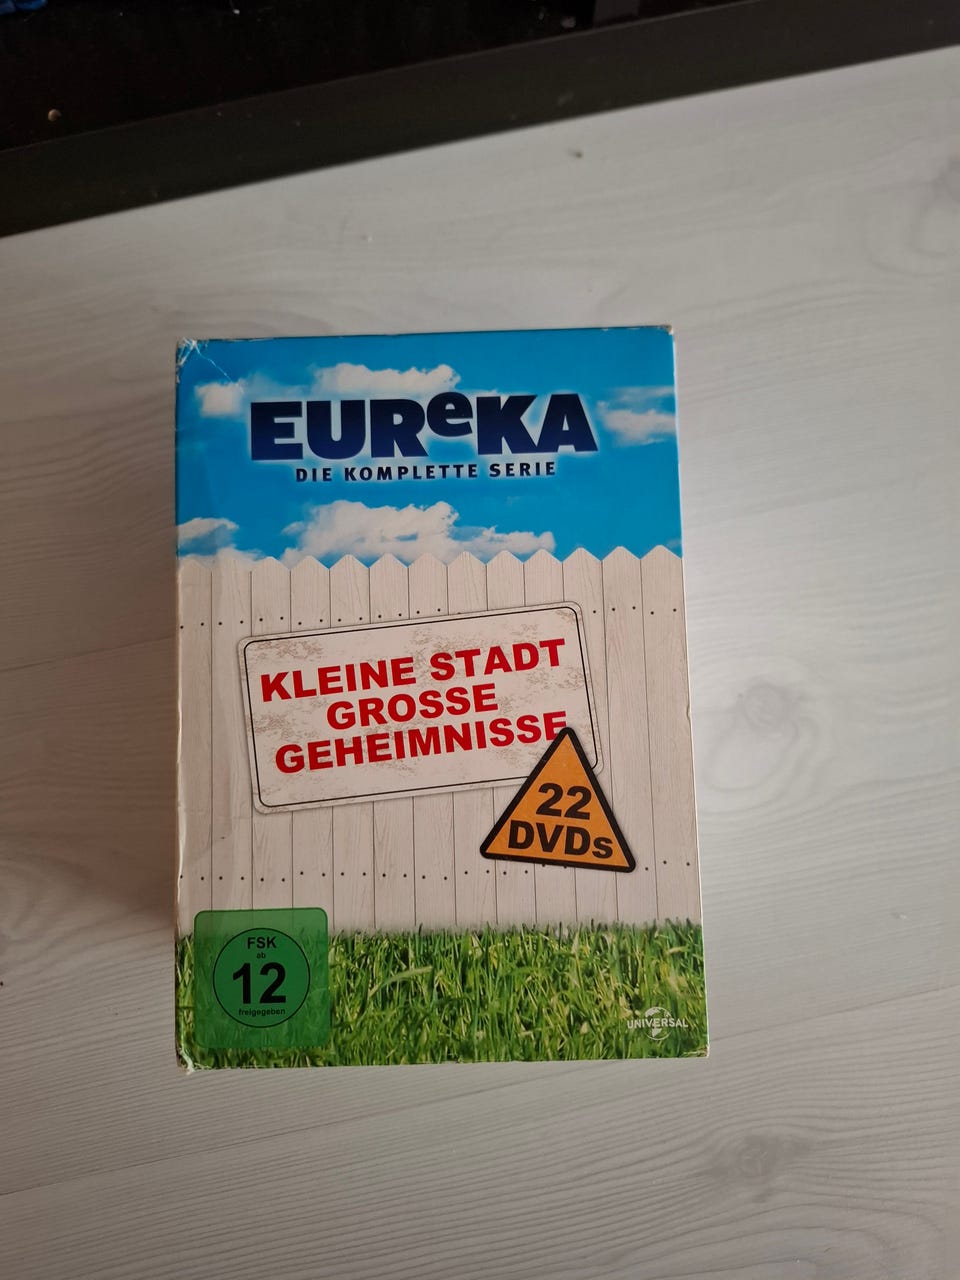 EUReKA
DIE KOMPLETTE SERIE
KLEINE STADT
GROSSE
GEHEIMNISSE
22
DVDs
FSK
ab
12
freigegeben
UNIVERSAL